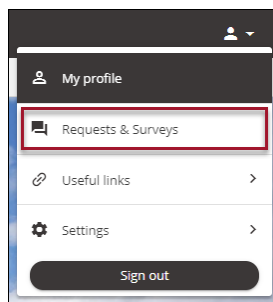 My profile
Requests & Surveys
Useful links
Settings
Sign out